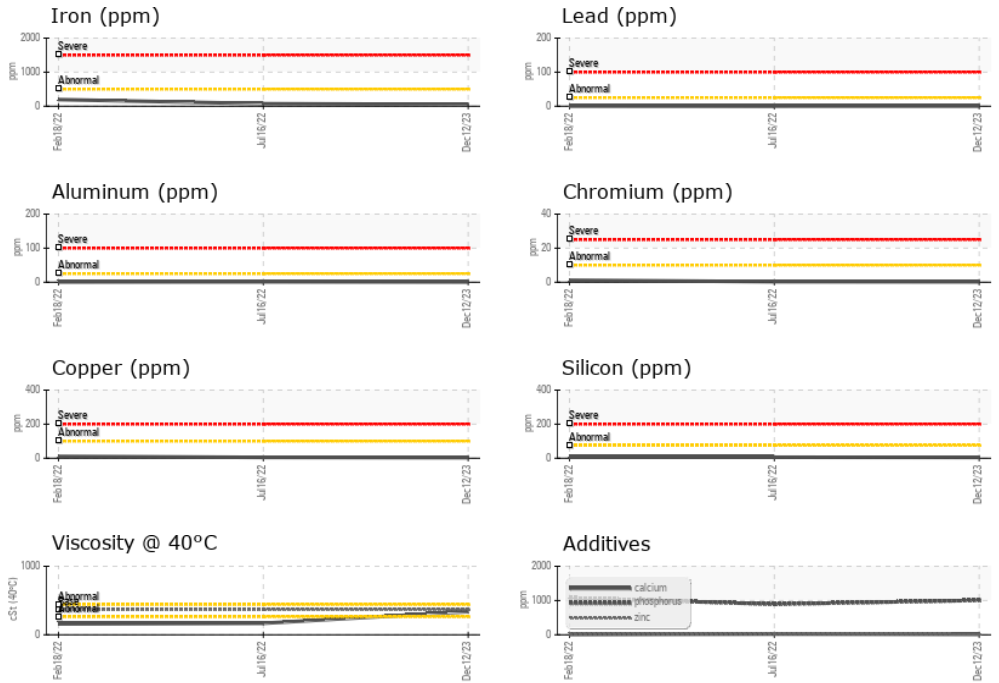 Iron (ppm)
2000
1000
0
ppm
Severe
Abnormal
Feb18/22
Jul16/22
Dec12/23
Lead (ppm)
200
100
0
ppm
Severe
Abnormal
Feb18/22
Jul16/22
Dec12/23
Aluminum (ppm)
200
100
0
ppm
Severe
Abnormal
Feb18/22
Jul16/22
Dec12/23
Chromium (ppm)
40
20
0
ppm
Severe
Abnormal
Feb18/22
Jul16/22
Dec12/23
Copper (ppm)
400
200
0
ppm
Severe
Abnormal
Feb18/22
Jul16/22
Dec12/23
Silicon (ppm)
400
200
0
ppm
Severe
Abnormal
Feb18/22
Jul16/22
Dec12/23
Viscosity @ 40°C
1000
0
cSt (40°C)
Abnormal
Base
Abnormal
Feb18/22
Jul16/22
Dec12/23
Additives
2000
1000
0
ppm
calcium
phosphorus
zinc
Feb18/22
Jul16/22
Dec12/23